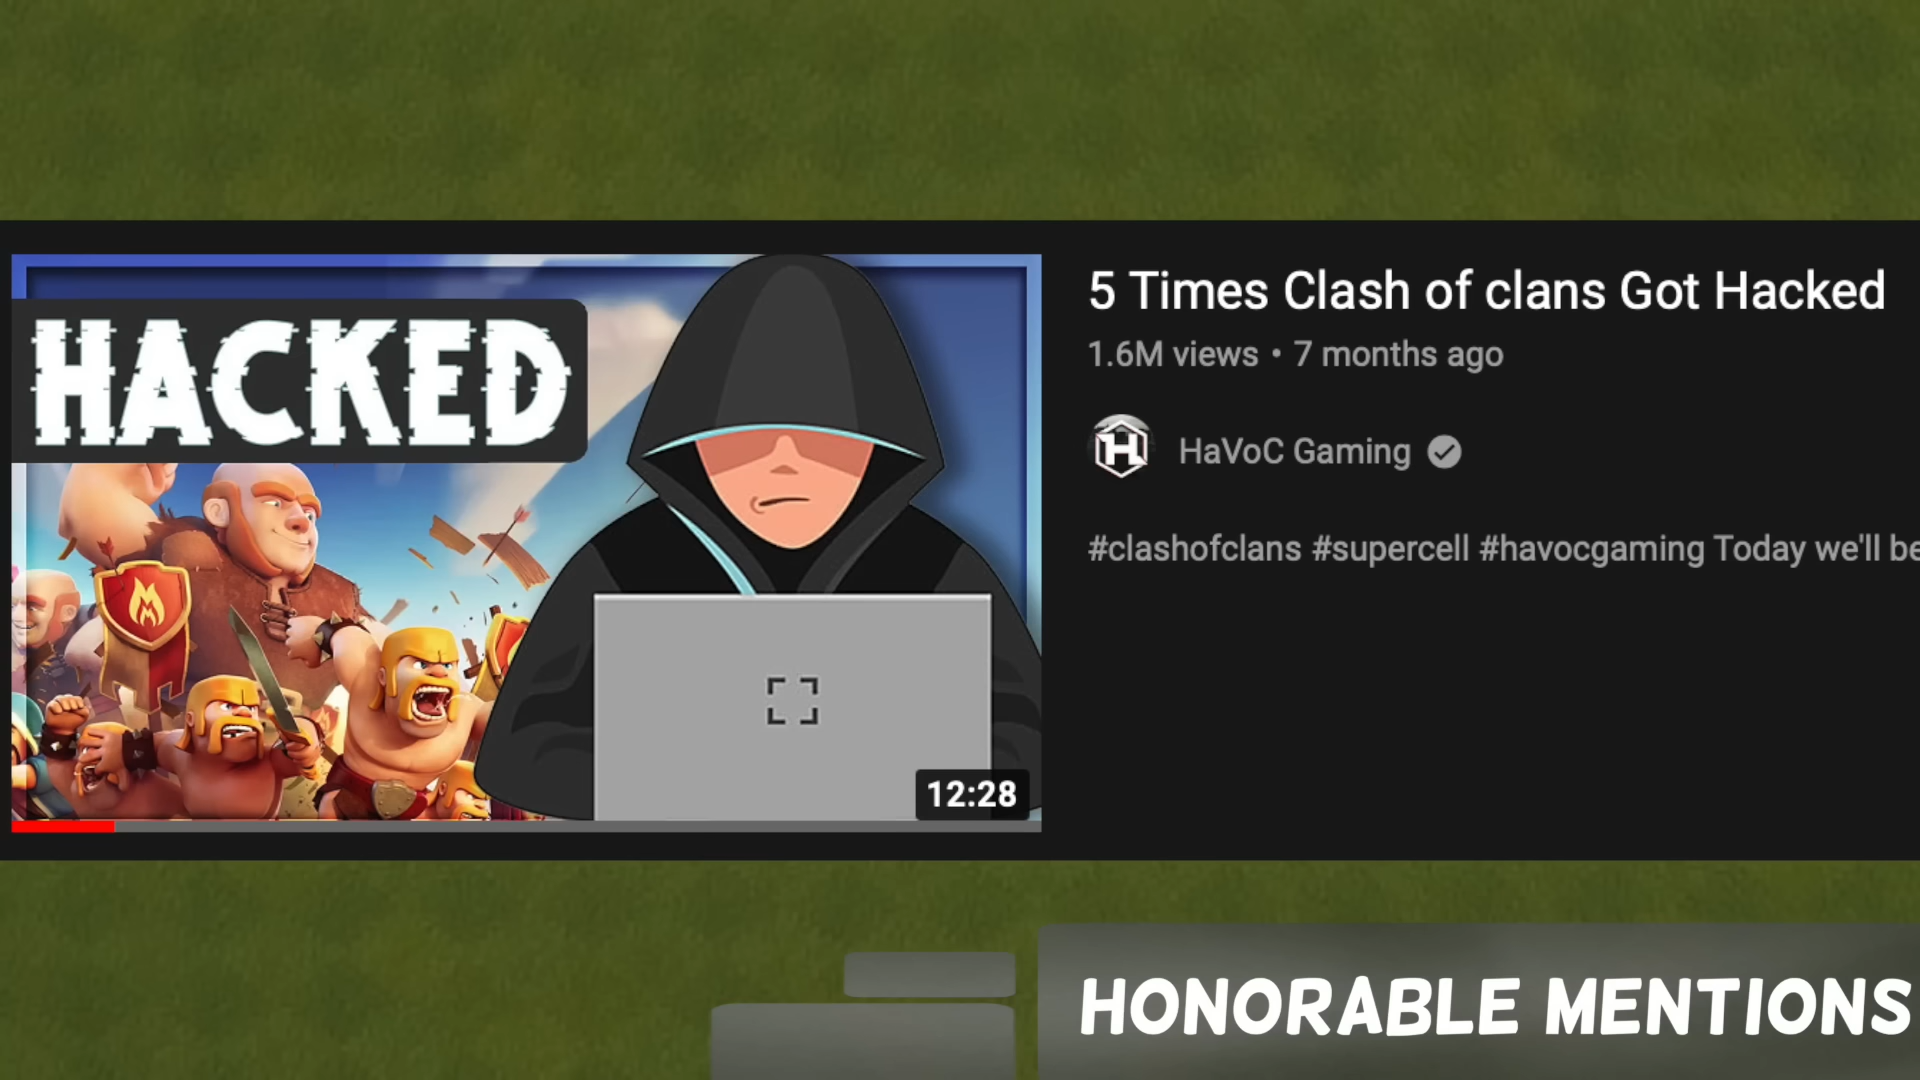 HACKED
12:28
5 Times Clash of clans Got Hacked
1.6M views • 7 months ago
H
HaVoC Gaming
#clashofclans #supercell #havocgaming Today we'll be
HONORABLE MENTIONS